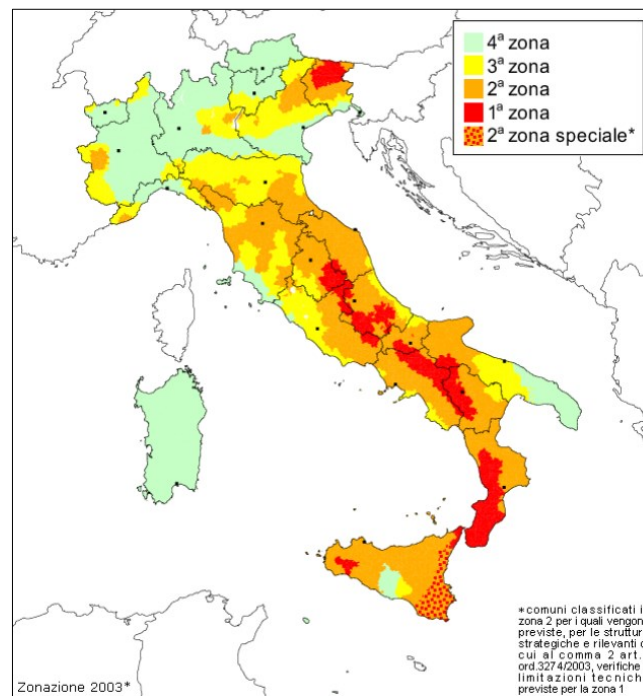 4ª zona
3ª zona
2ª zona
1ª zona
2ª zona speciale*
*comuni classificati i
zona 2 per i quali vengon
previste, per le struttur
strategiche e rilevanti d
cui al comma 2 art.
ord.3274/2003, verifiche
limitazioni tecnich
previste per la zona 1
Zonazione 2003*